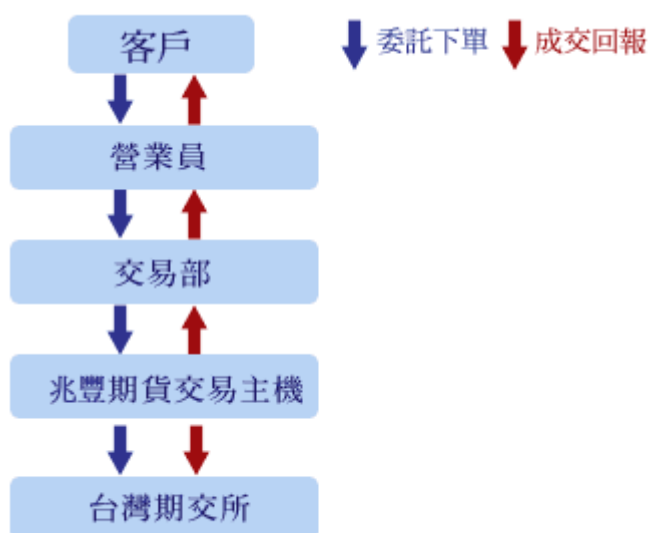 客戶
委託下單
成交回報
營業員
交易部
兆豐期貨交易主機
台灣期交所